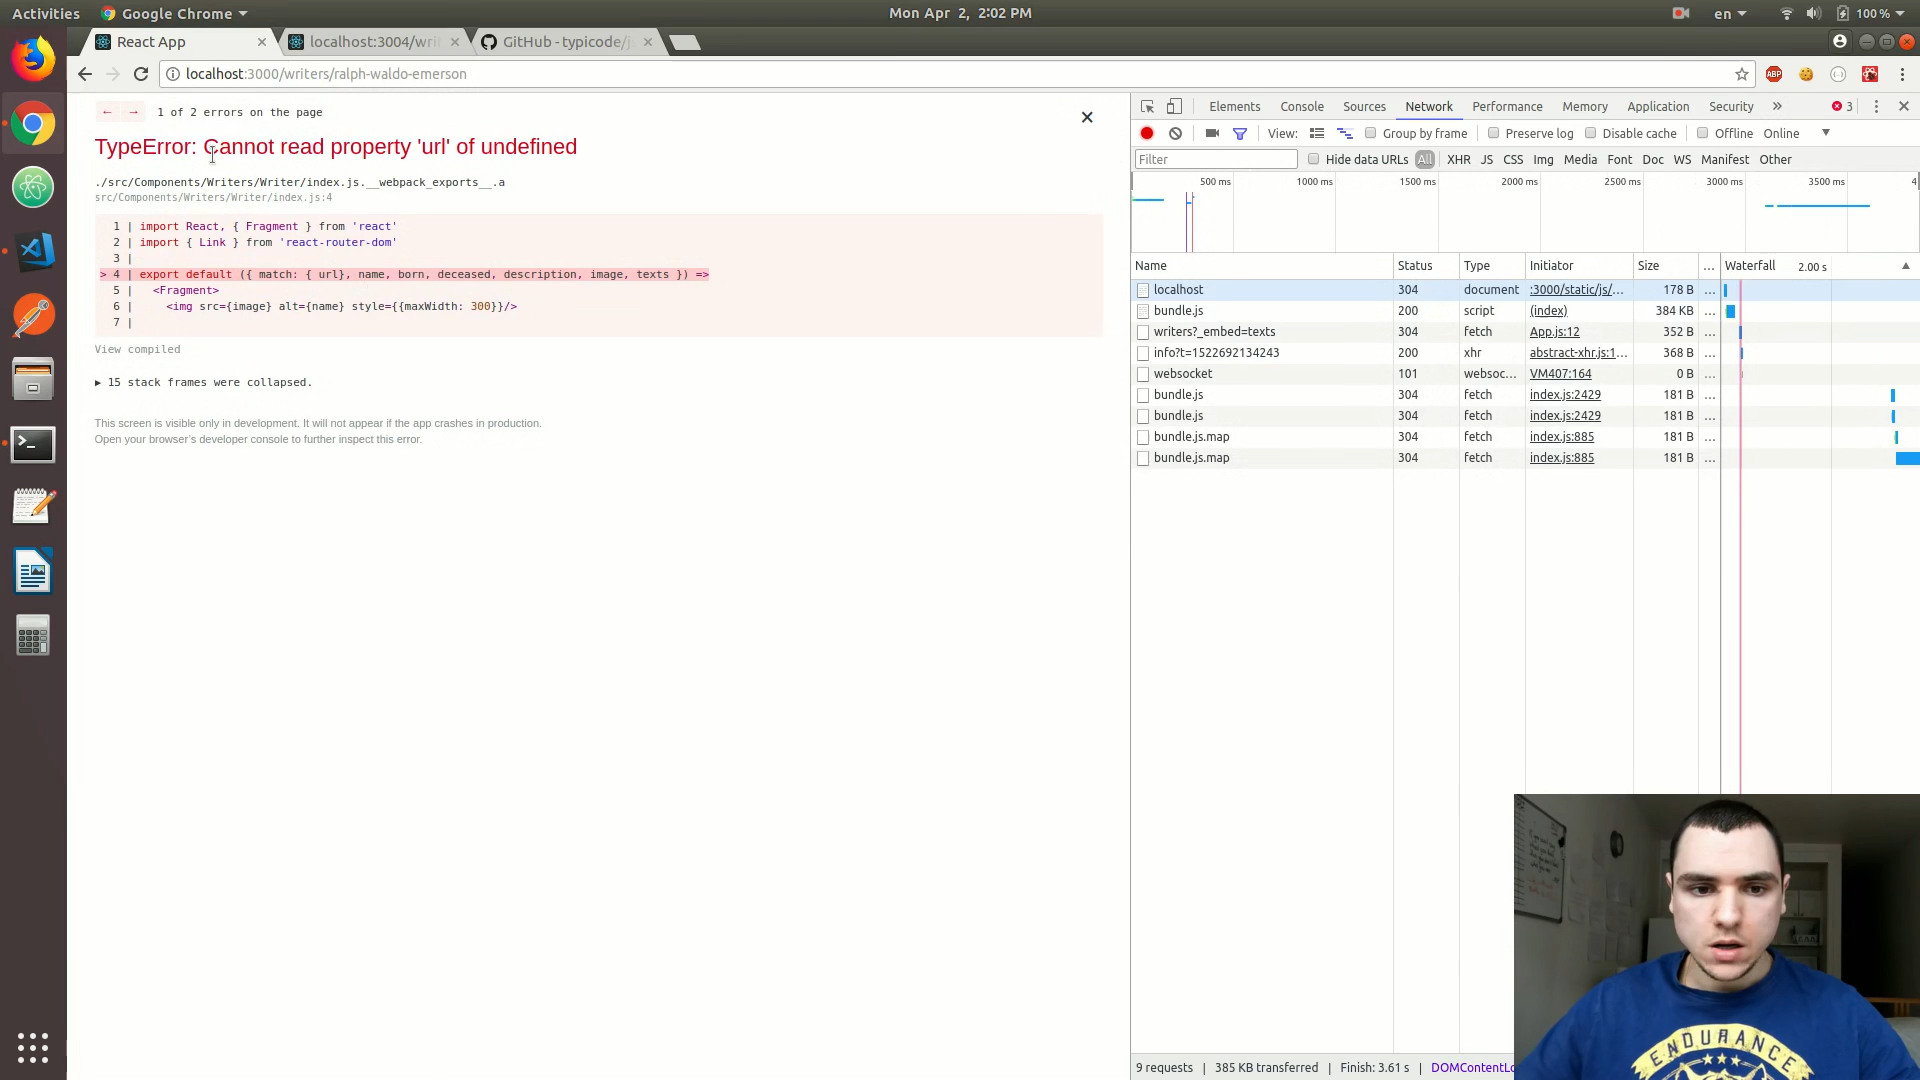 Activities
Google Chrome
Mon Apr 2, 2:02 PM
en
100 %
React App
localhost:3004/wri
GitHub - typicode/j
localhost:3000/writers/ralph-waldo-emerson
ABP
← → 1 of 2 errors on the page
TypeError: Cannot read property 'url' of undefined
./src/Components/Writers/Writer/index.js.__webpack_exports__.a
src/Components/Writers/Writer/index.js:4
1 | import React, { Fragment } from 'react'
2 | import { Link } from 'react-router-dom'
3 |
> 4 | export default ({ match: { url}, name, born, deceased, description, image, texts }) =>
5 | <Fragment>
6 | <img src={image} alt={name} style={{maxWidth: 300}}/>
7 |
View compiled
▶ 15 stack frames were collapsed.
This screen is visible only in development. It will not appear if the app crashes in production.
Open your browser's developer console to further inspect this error.
Elements Console Sources Network Performance Memory Application Security » 3
View: Group by frame Preserve log Disable cache Offline Online
Filter Hide data URLs All XHR JS CSS Img Media Font Doc WS Manifest Other
500 ms 1000 ms 1500 ms 2000 ms 2500 ms 3000 ms 3500 ms 4
Name Status Type Initiator Size ... Waterfall 2.00 s
localhost 304 document :3000/static/js/... 178 B ...
bundle.js 200 script (index) 384 KB ...
writers?_embed=texts 304 fetch App.js:12 352 B ...
info?t=1522692134243 200 xhr abstract-xhr.js:1... 368 B ...
websocket 101 websoc... VM407:164 0 B ...
bundle.js 304 fetch index.js:2429 181 B ...
bundle.js 304 fetch index.js:2429 181 B ...
bundle.js.map 304 fetch index.js:885 181 B ...
bundle.js.map 304 fetch index.js:885 181 B ...
9 requests | 385 KB transferred | Finish: 3.61 s | DOMContentLo
ENDURANCE